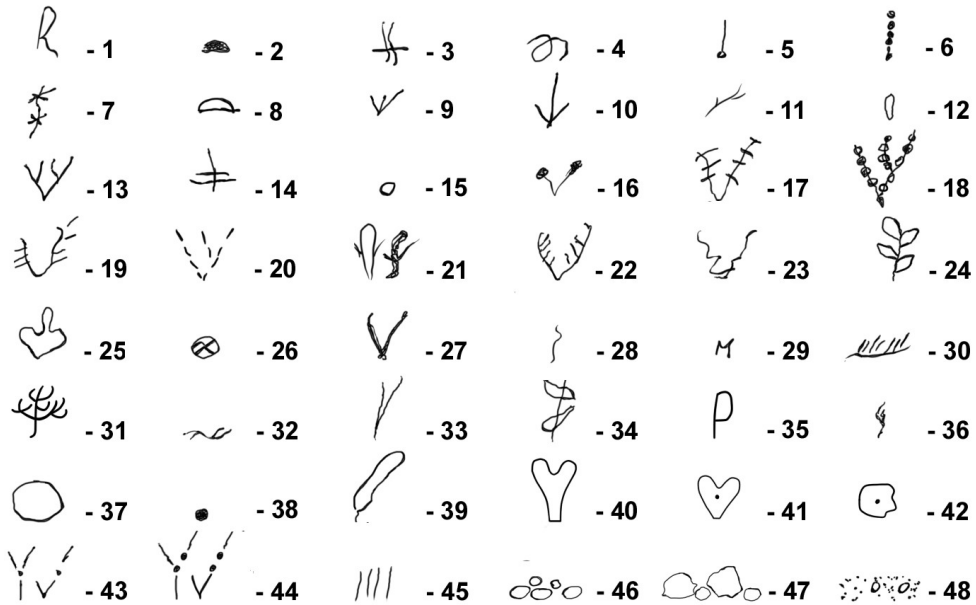 - 1 - 2 - 3 - 4 - 5 - 6
- 7 - 8 - 9 - 10 - 11 - 12
- 13 - 14 - 15 - 16 - 17 - 18
- 19 - 20 - 21 - 22 - 23 - 24
- 25 - 26 - 27 - 28 M - 29 - 30
- 31 - 32 - 33 - 34 P - 35 - 36
- 37 - 38 - 39 - 40 - 41 - 42
- 43 - 44 - 45 - 46 - 47 - 48